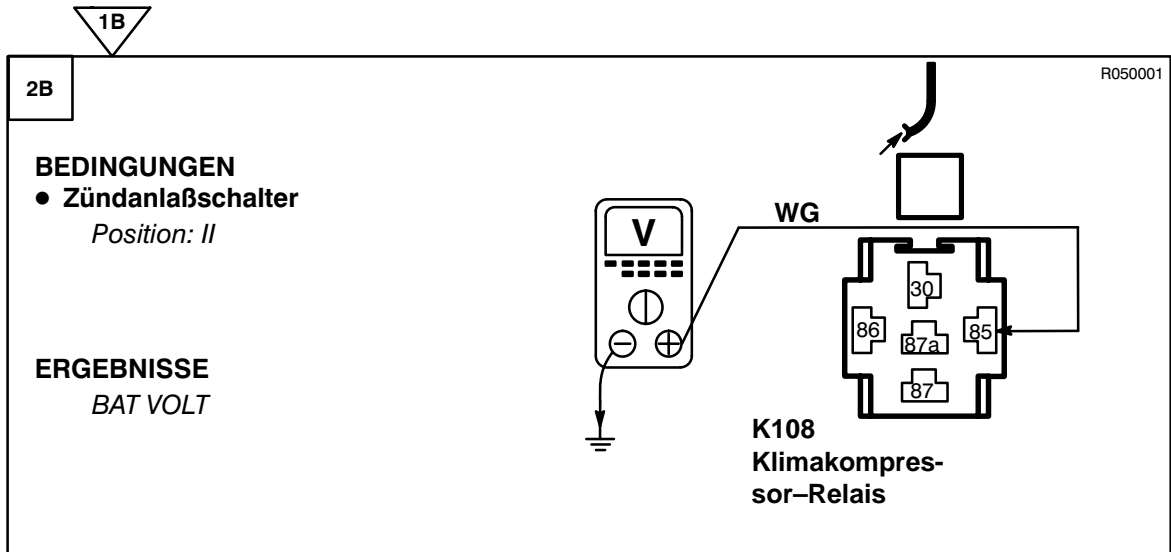 1B
2B
R050001
BEDINGUNGEN
● Zündanlaßschalter
Position: II
V
WG
30
86
87a
85
87
ERGEBNISSE
BAT VOLT
K108
Klimakompres-
sor–Relais